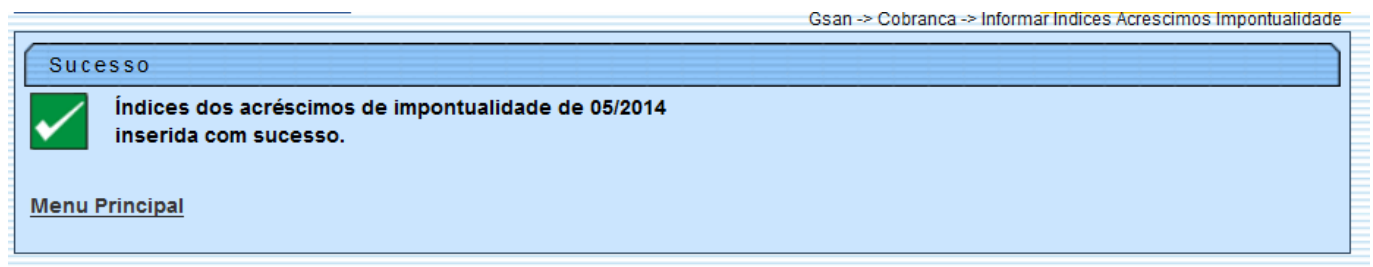 Gsan -> Cobranca -> Informar Indices Acrescimos Impontualidade
Sucesso
Índices dos acréscimos de impontualidade de 05/2014
inserida com sucesso.
Menu Principal